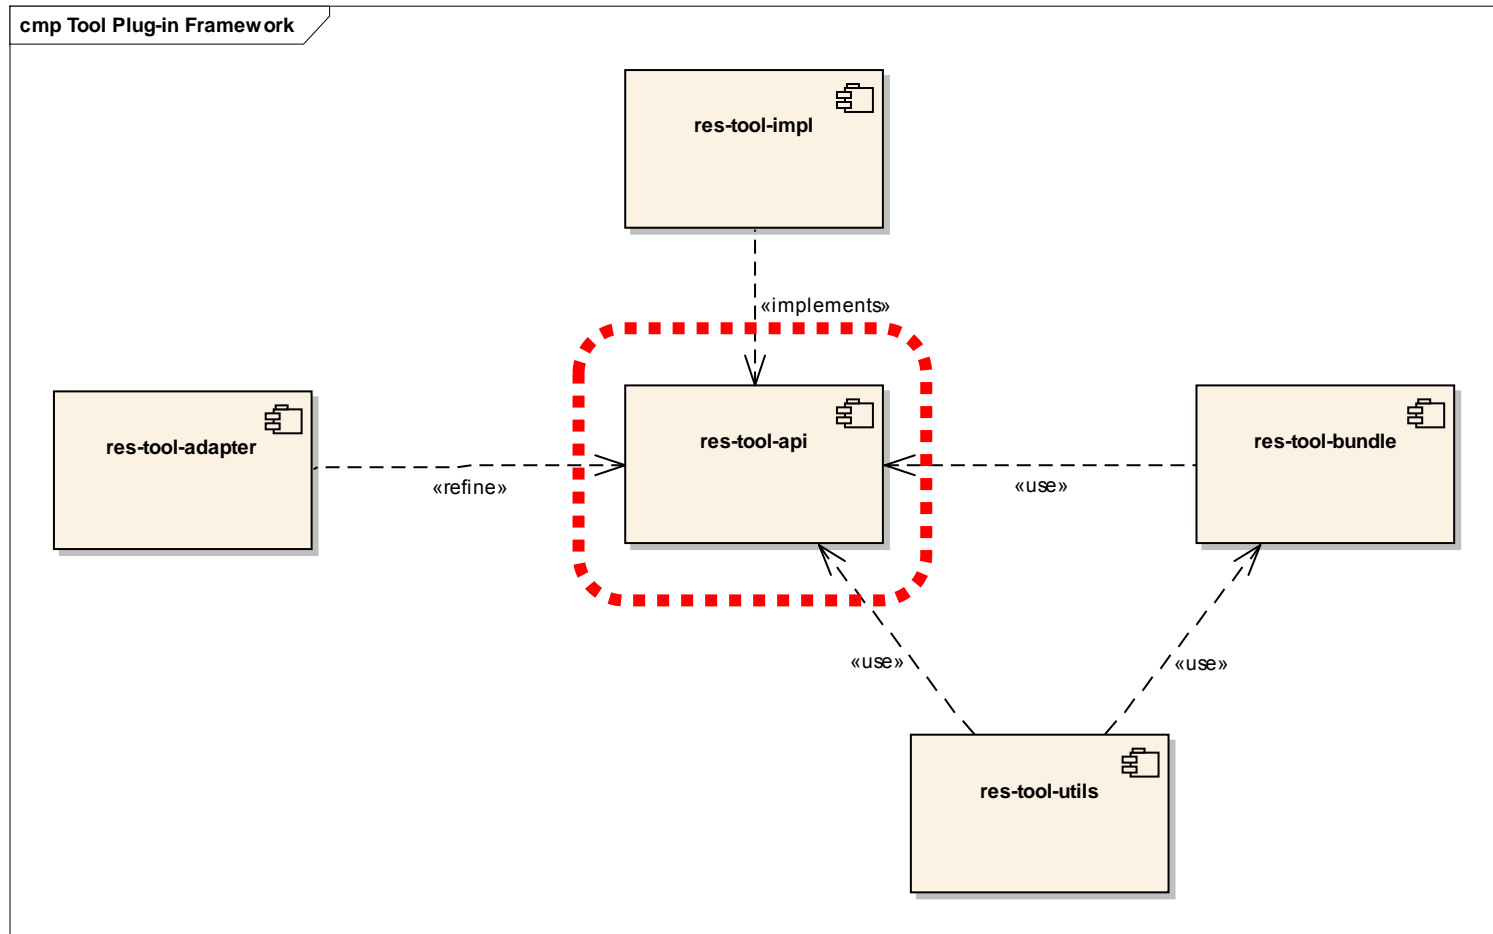 cmp Tool Plug-in Framework
res-tool-impl
«implements»
res-tool-adapter
res-tool-api
res-tool-bundle
«refine»
«use»
«use»
«use»
res-tool-utils